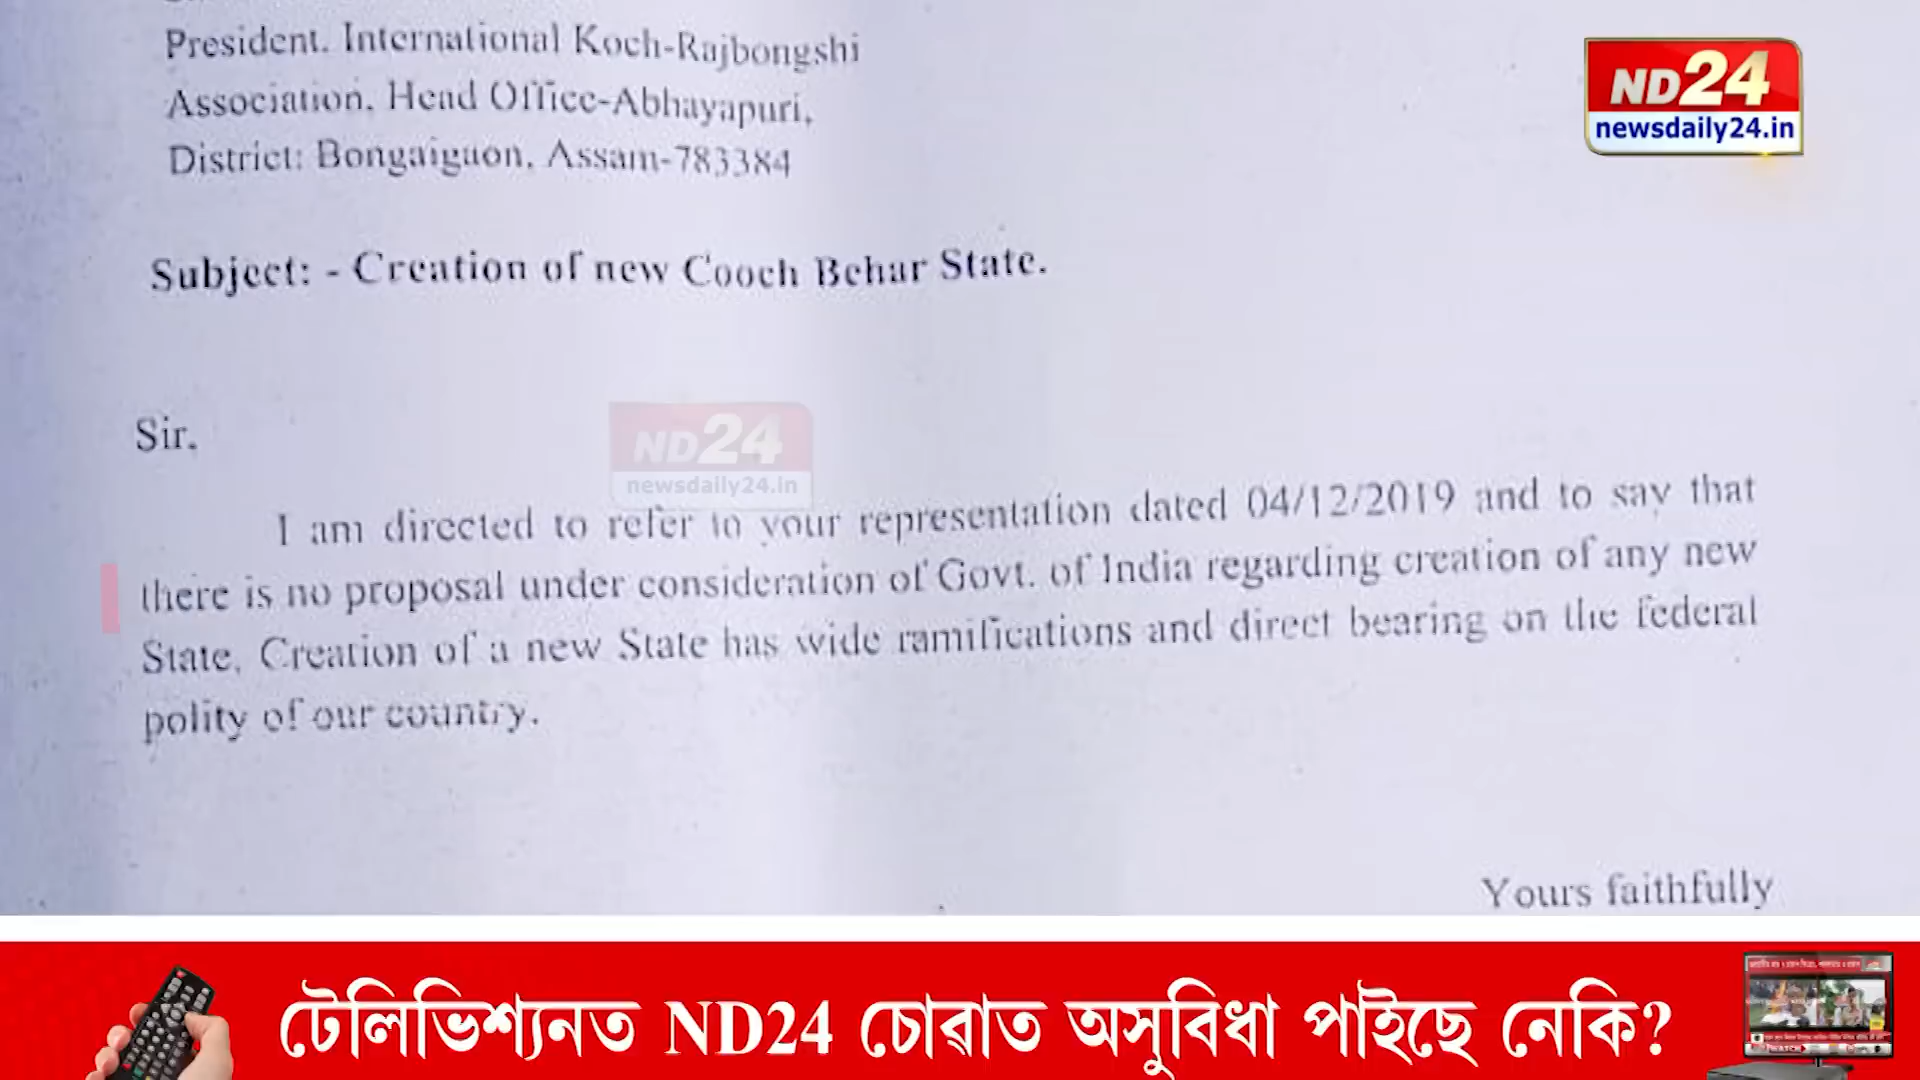 President. International Koch-Rajbongshi
Association, Head Office-Abhayapuri,
District: Bongaigaon, Assam-783384
Subject: - Creation of new Cooch Behar State.
Sir.
I am directed to refer to your representation dated 04/12/2019 and to say that
there is no proposal under consideration of Govt. of India regarding creation of any new
State, Creation of a new State has wide ramifications and direct bearing on the federal
polity of our country.
Yours faithfully
ND24
newsdaily24.in
ND24
newsdaily24.in
টেলিভিশ্যনত ND24 চোৱাত অসুবিধা পাইছে নেকি?